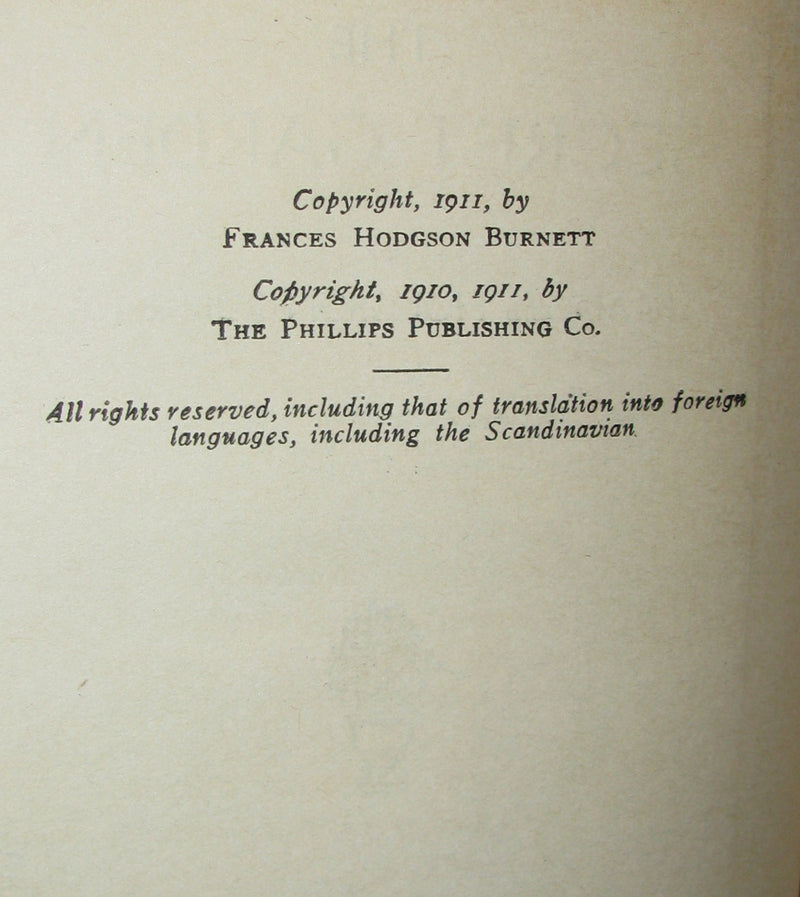 Copyright, 1911, by
FRANCES HODGSON BURNETT
Copyright, 1910, 1911, by
THE PHILLIPS PUBLISHING CO.
All rights reserved, including that of translation into foreign
languages, including the Scandinavian.